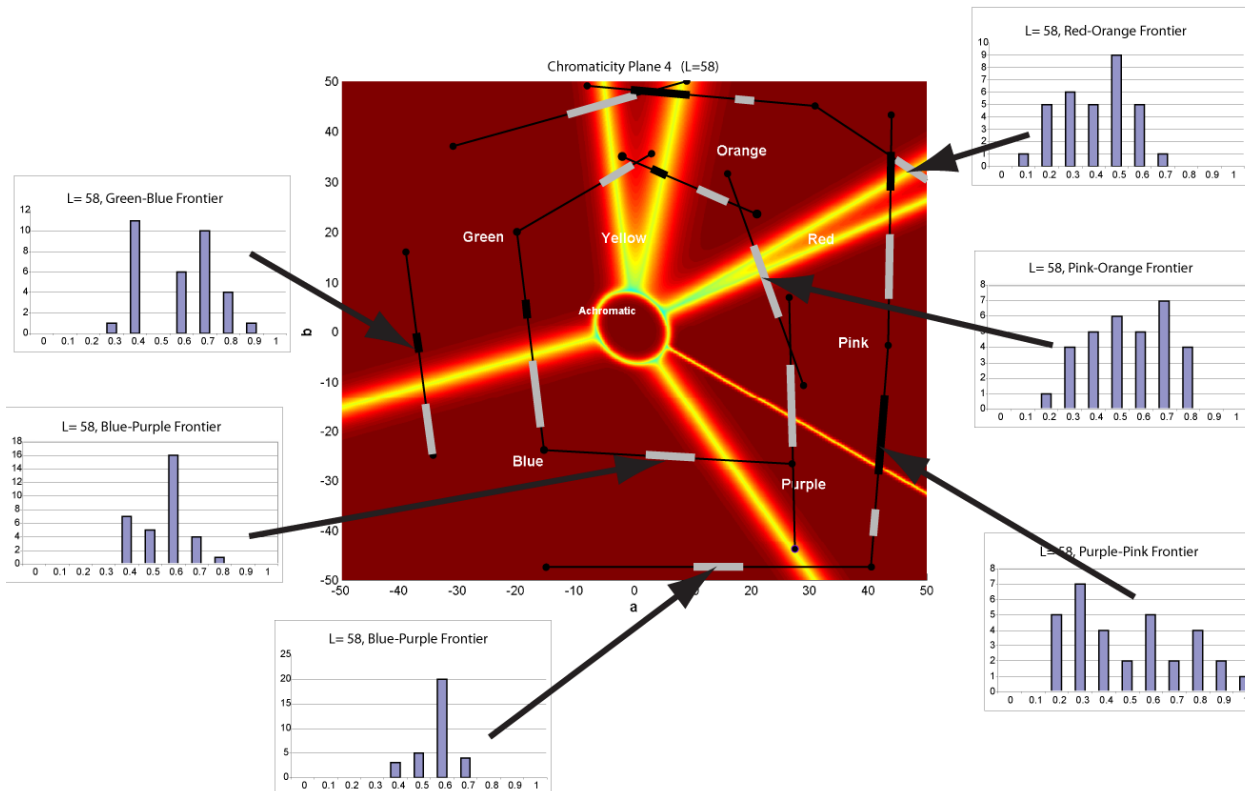 Chromaticity Plane 4 (L=58)
50
40
30
20
10
0
-10
-20
-30
-40
-50
b
-50 -40 -30 -20 -10 0 10 20 30 40 50
a
Orange
Green
Yellow
Red
Achromatic
Pink
Blue
Purple
L= 58, Red-Orange Frontier
10
9
8
7
6
5
4
3
2
1
0
0 0.1 0.2 0.3 0.4 0.5 0.6 0.7 0.8 0.9 1
L= 58, Green-Blue Frontier
12
10
8
6
4
2
0
0 0.1 0.2 0.3 0.4 0.5 0.6 0.7 0.8 0.9 1
L= 58, Pink-Orange Frontier
8
7
6
5
4
3
2
1
0
0 0.1 0.2 0.3 0.4 0.5 0.6 0.7 0.8 0.9 1
L= 58, Blue-Purple Frontier
18
16
14
12
10
8
6
4
2
0
0 0.1 0.2 0.3 0.4 0.5 0.6 0.7 0.8 0.9 1
L= 58, Purple-Pink Frontier
8
7
6
5
4
3
2
1
0
0 0.1 0.2 0.3 0.4 0.5 0.6 0.7 0.8 0.9 1
L= 58, Blue-Purple Frontier
25
20
15
10
5
0
0 0.1 0.2 0.3 0.4 0.5 0.6 0.7 0.8 0.9 1